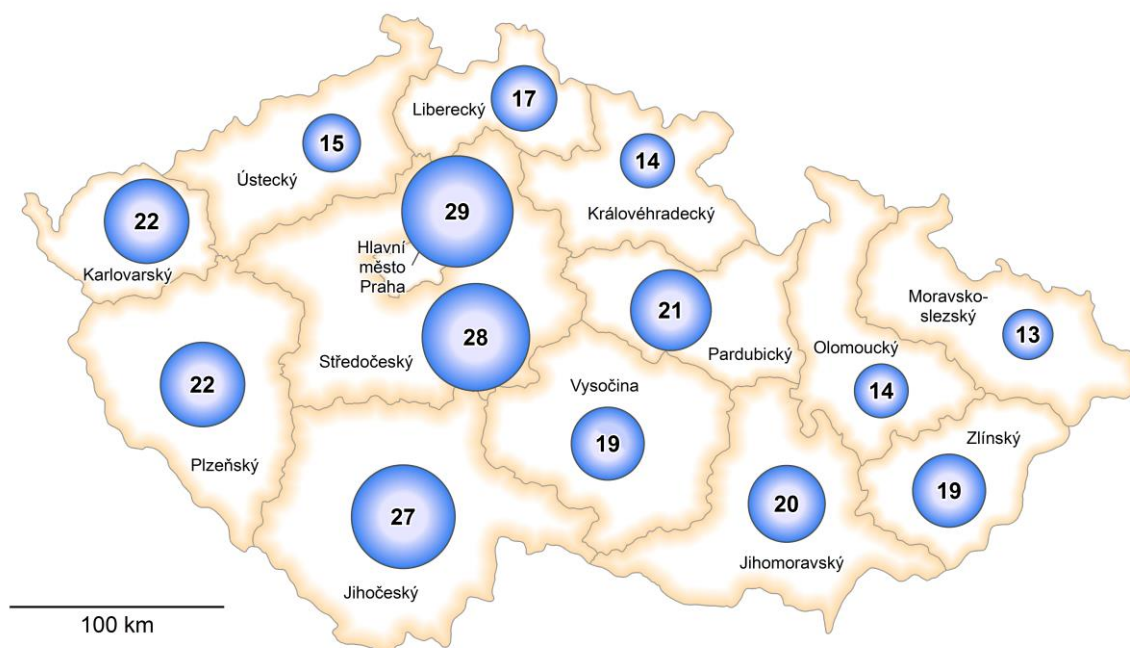 17
Liberecký
15
Ústecký
14
Královéhradecký
22
Karlovarský
29
Hlavní
město
Praha
28
Středočeský
21
Pardubický
Moravsko-
slezský
13
Olomoucký
14
22
Plzeňský
Vysočina
19
Zlínský
19
27
Jihočeský
20
Jihomoravský
100 km